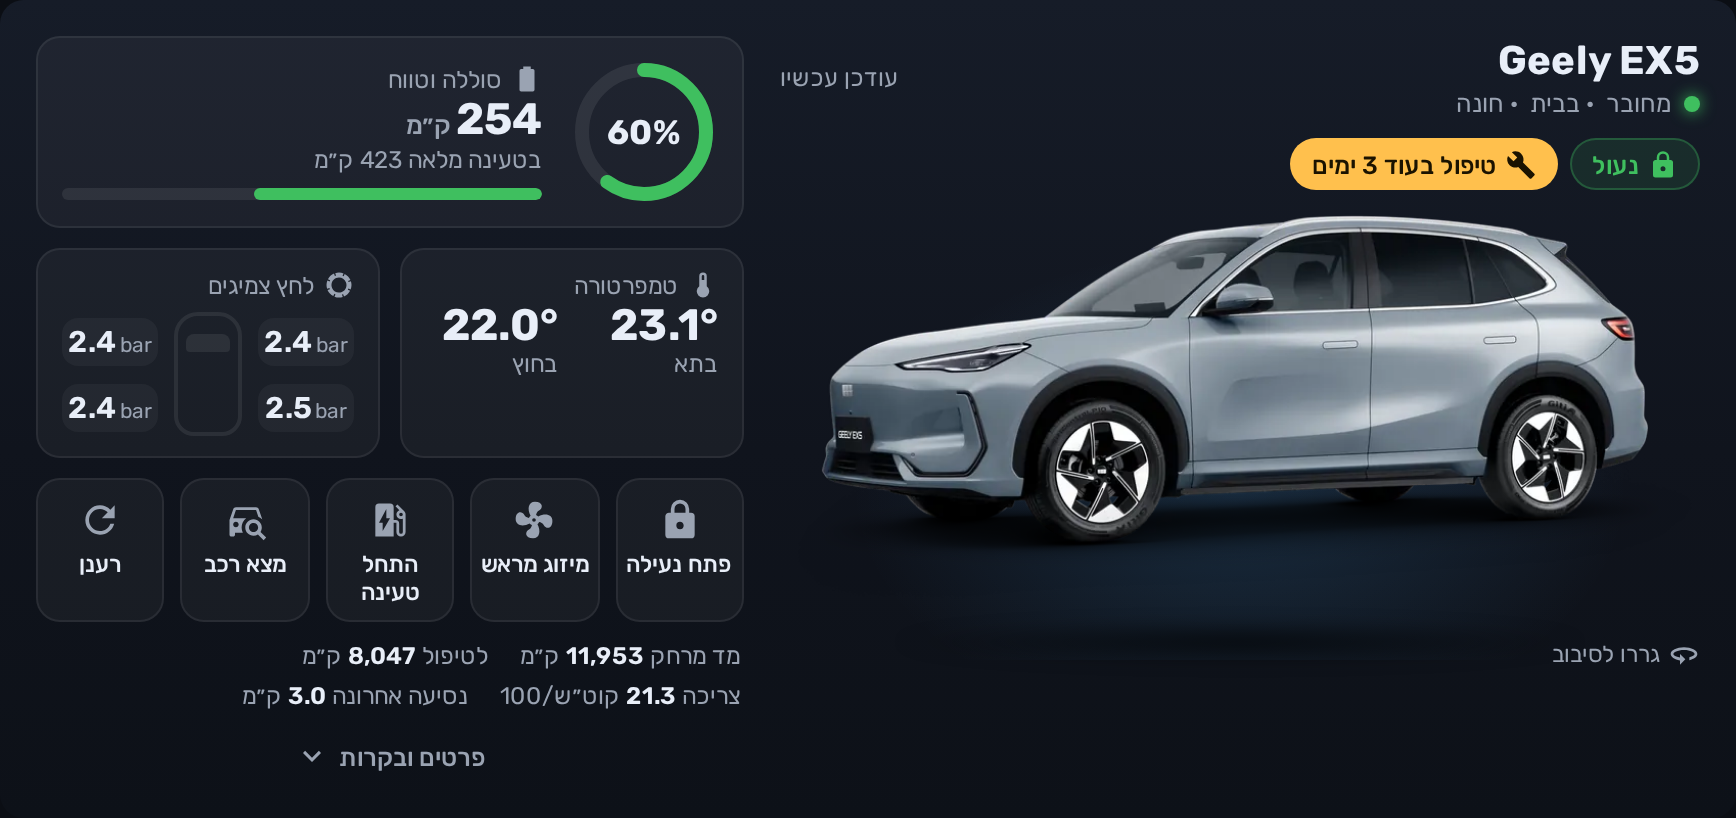 Geely EX5
מחובר • בבית • חונה
עודכן עכשיו
נעול
טיפול בעוד 3 ימים
GEELY EX5
גררו לסיבוב
60%
סוללה וטווח
254 ק״מ
בטעינה מלאה 423 ק״מ
טמפרטורה
23.1° 22.0°
בתא בחוץ
לחץ צמיגים
2.4 bar 2.4 bar
2.5 bar 2.4 bar
פתח נעילה
מיזוג מראש
התחל
טעינה
מצא רכב
רענן
מד מרחק 11,953 ק״מ לטיפול 8,047 ק״מ
צריכה 21.3 קוט״ש/100 נסיעה אחרונה 3.0 ק״מ
פרטים ובקרות